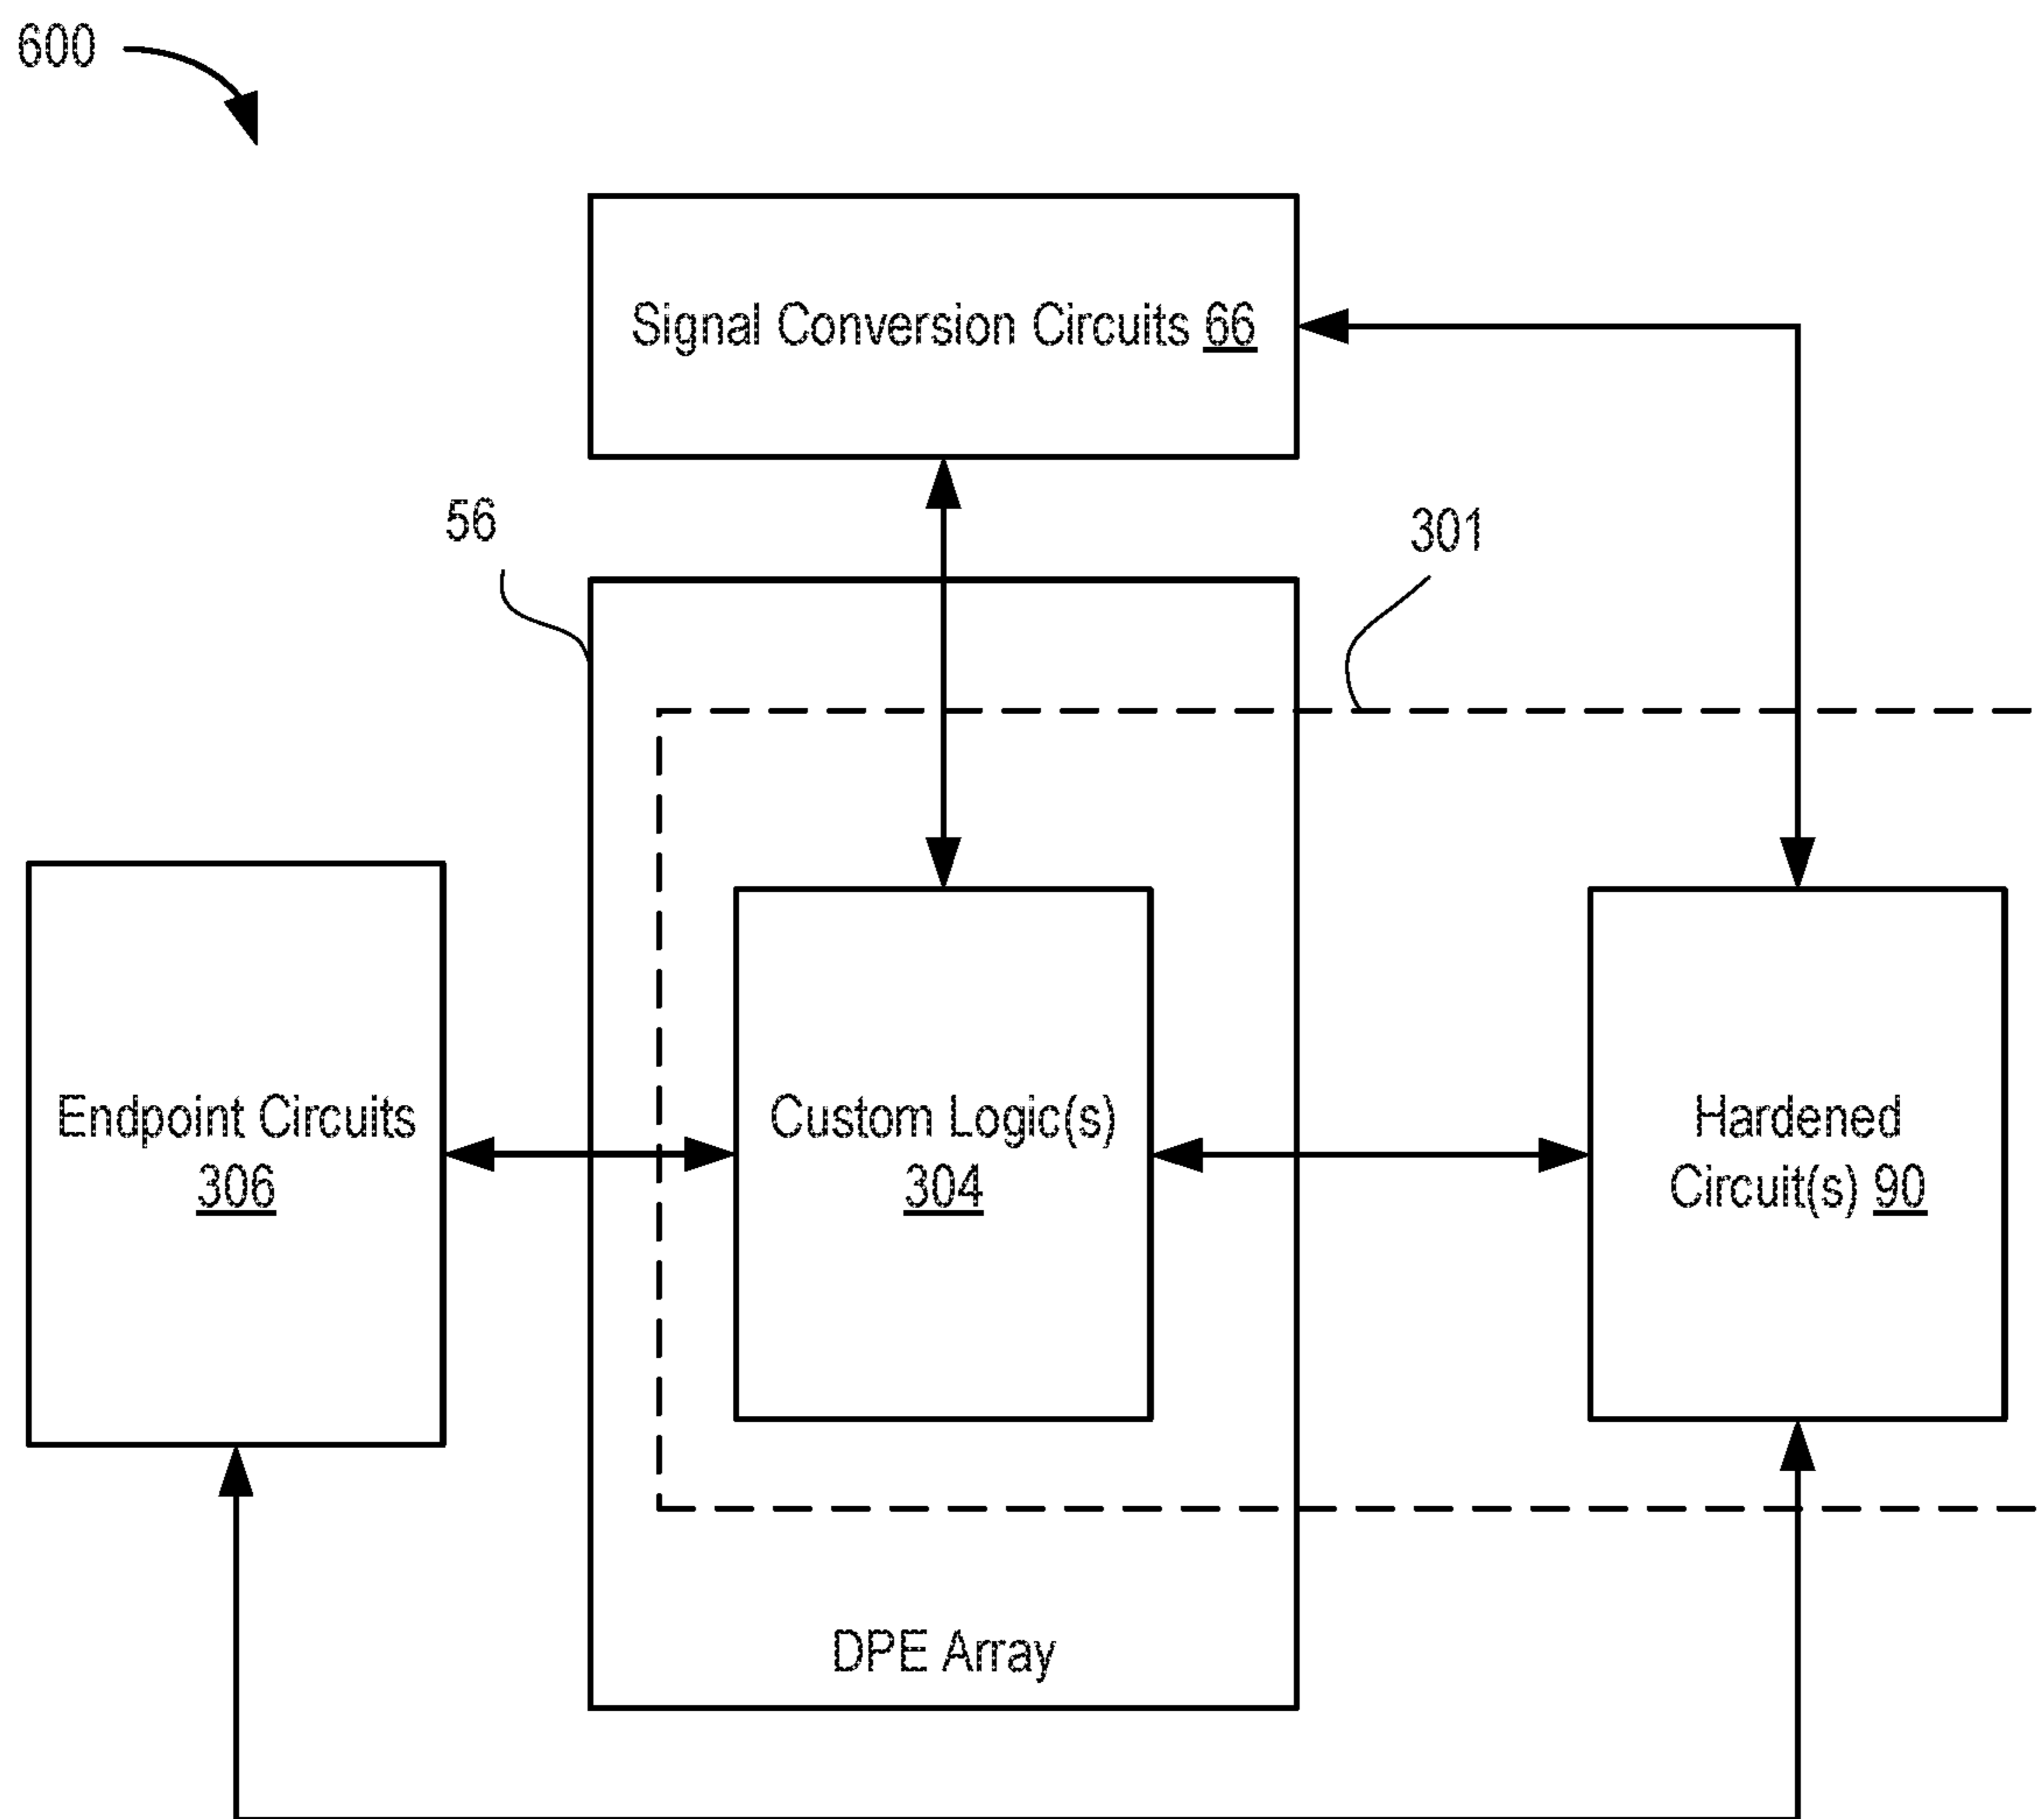 600
Signal Conversion Circuits 66
56
301
Endpoint Circuits
306
Custom Logic(s)
304
Hardened
Circuit(s) 90
DPE Array